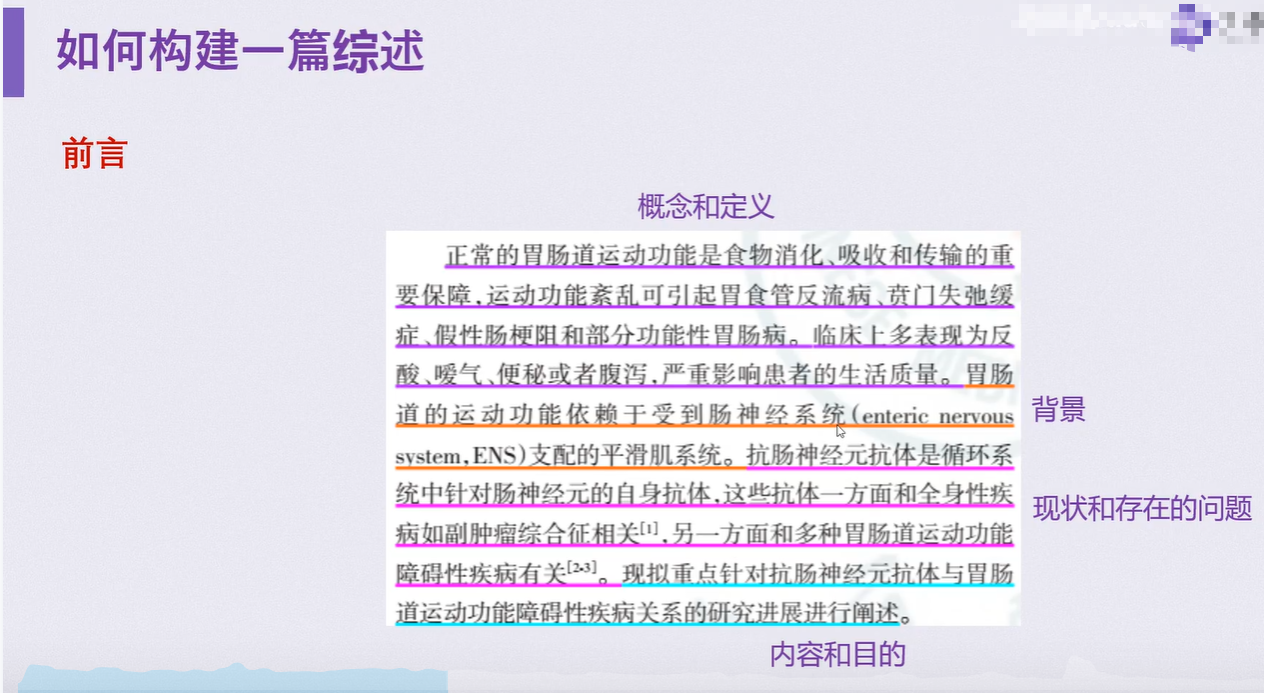 如何构建一篇综述
前言
概念和定义
正常的胃肠道运动功能是食物消化、吸收和传输的重
要保障,运动功能紊乱可引起胃食管反流病、贲门失弛缓
症、假性肠梗阻和部分功能性胃肠病。临床上多表现为反
酸、嗳气、便秘或者腹泻,严重影响患者的生活质量。胃肠
道的运动功能依赖于受到肠神经系统(enteric nervous
system,ENS)支配的平滑肌系统。抗肠神经元抗体是循环系
统中针对肠神经元的自身抗体,这些抗体一方面和全身性疾
病如副肿瘤综合征相关[1],另一方面和多种胃肠道运动功能
障碍性疾病有关[2-3]。现拟重点针对抗肠神经元抗体与胃肠
道运动功能障碍性疾病关系的研究进展进行阐述。
背景
现状和存在的问题
内容和目的